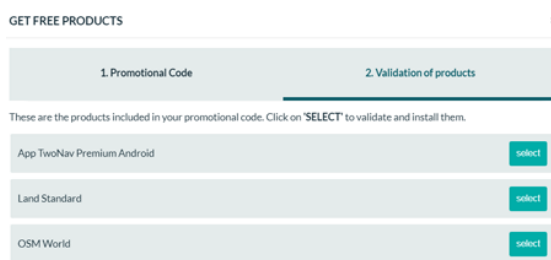 GET FREE PRODUCTS
1. Promotional Code
2. Validation of products
These are the products included in your promotional code. Click on 'SELECT' to validate and install them.
App TwoNav Premium Android
select
Land Standard
select
OSM World
select